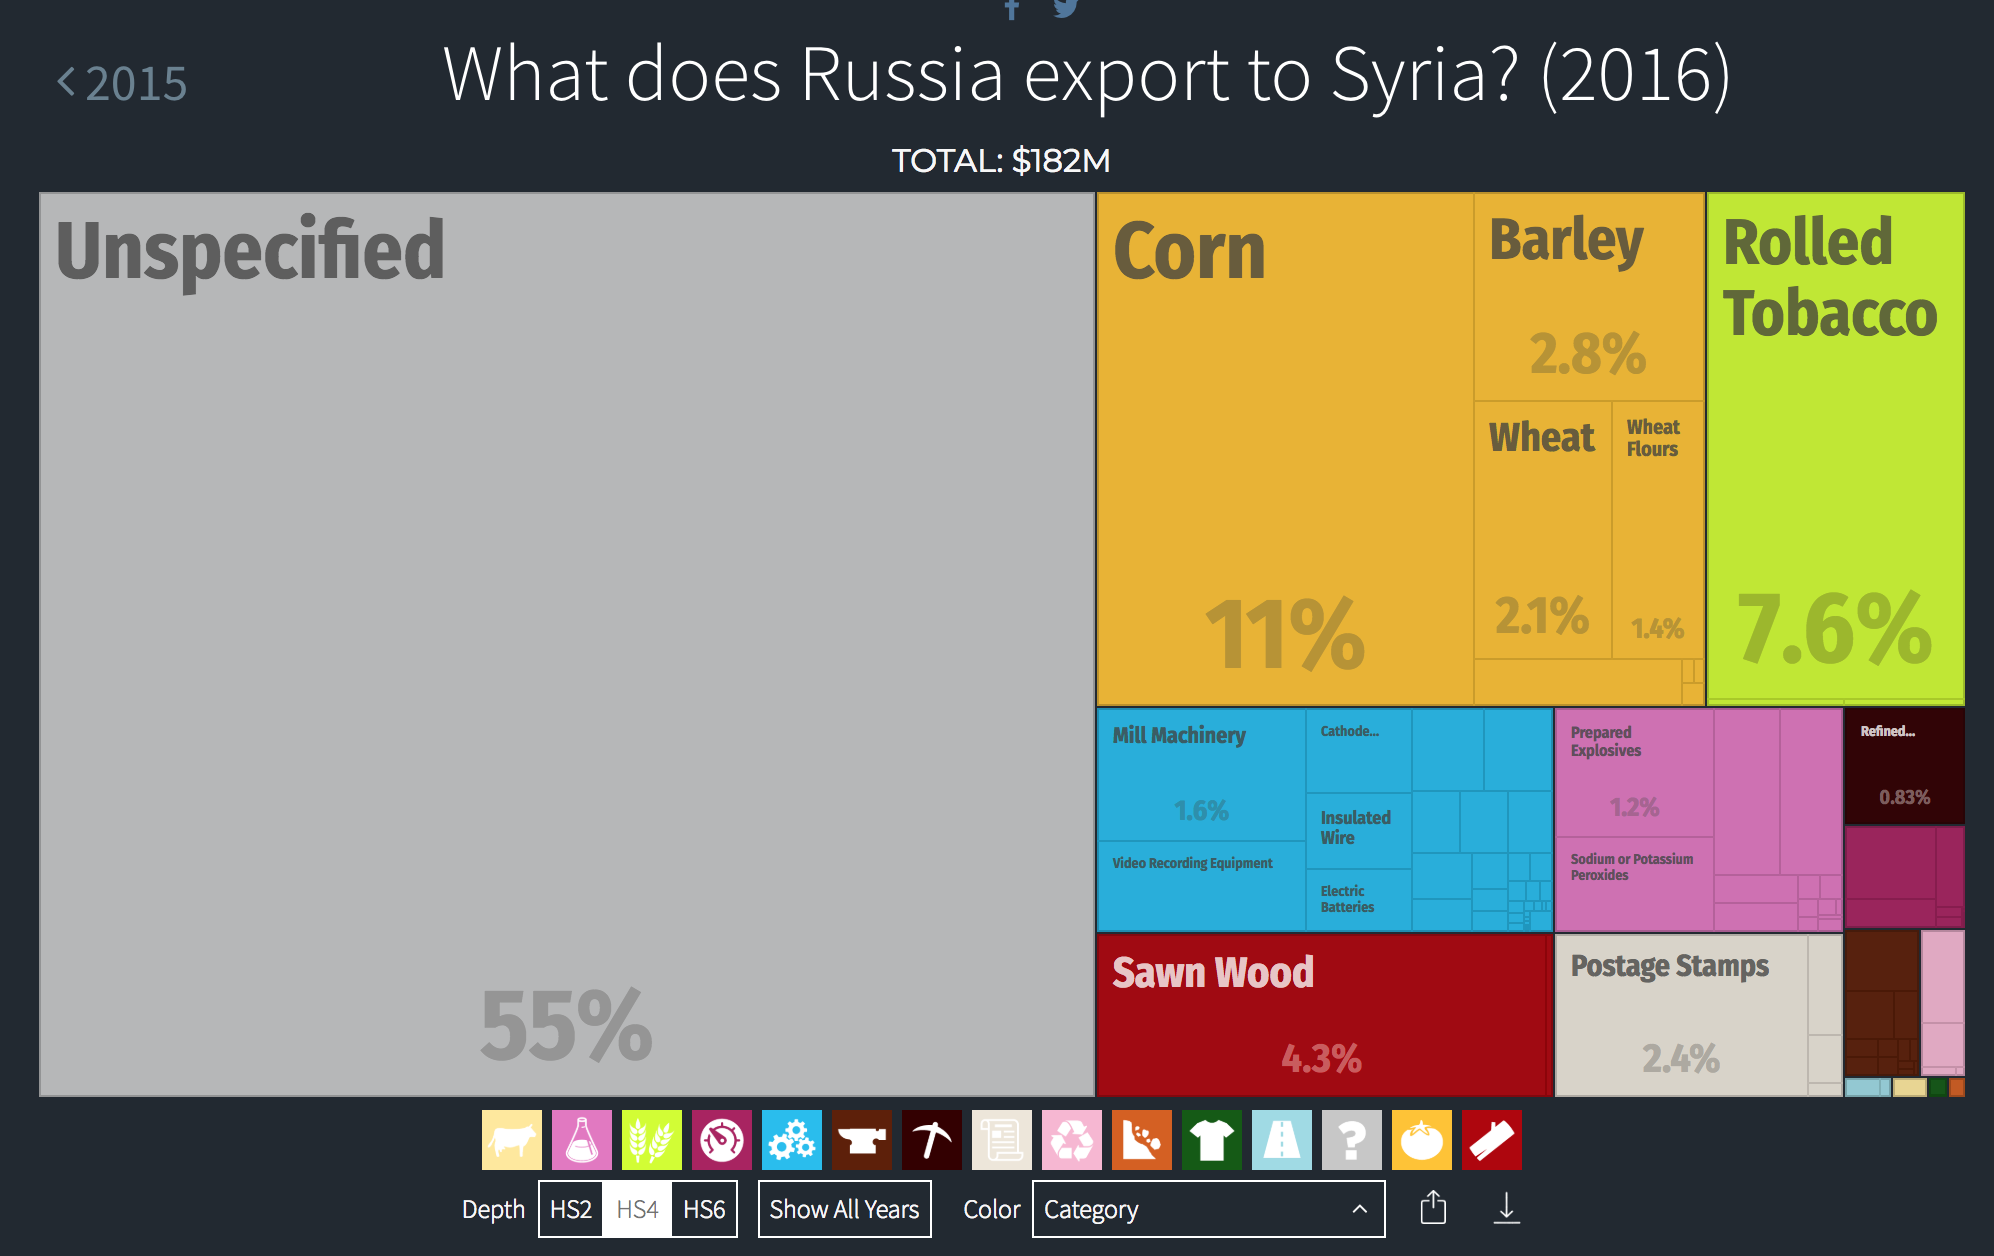 2015
What does Russia export to Syria? (2016)
TOTAL: $182M
Unspecified
55%
Corn
11%
Barley
2.8%
Wheat
2.1%
Wheat
Flours
1.4%
Rolled
Tobacco
7.6%
Mill Machinery
1.6%
Video Recording Equipment
Cathode...
Insulated
Wire
Electric
Batteries
Prepared
Explosives
1.2%
Sodium or Potassium
Peroxides
Refined...
0.83%
Sawn Wood
4.3%
Postage Stamps
2.4%
Depth HS2 HS4 HS6 Show All Years Color Category